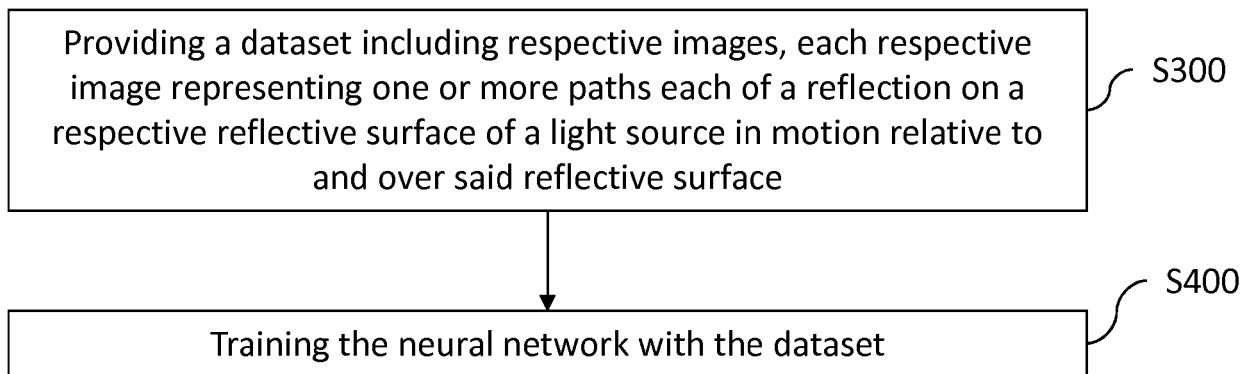 Providing a dataset including respective images, each respective
image representing one or more paths each of a reflection on a
respective reflective surface of a light source in motion relative to
and over said reflective surface
S300
S400
Training the neural network with the dataset